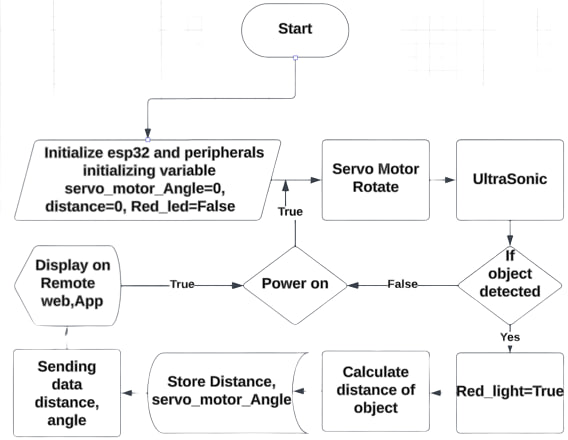 Start
Initialize esp32 and peripherals
initializing variable
servo_motor_Angle=0,
distance=0, Red_led=False
Servo Motor
Rotate
UltraSonic
True
Display on
Remote
web,App
True
Power on
False
If
object
detected
Yes
Sending
data
distance,
angle
Store Distance,
servo_motor_Angle
Calculate
distance of
object
Red_light=True